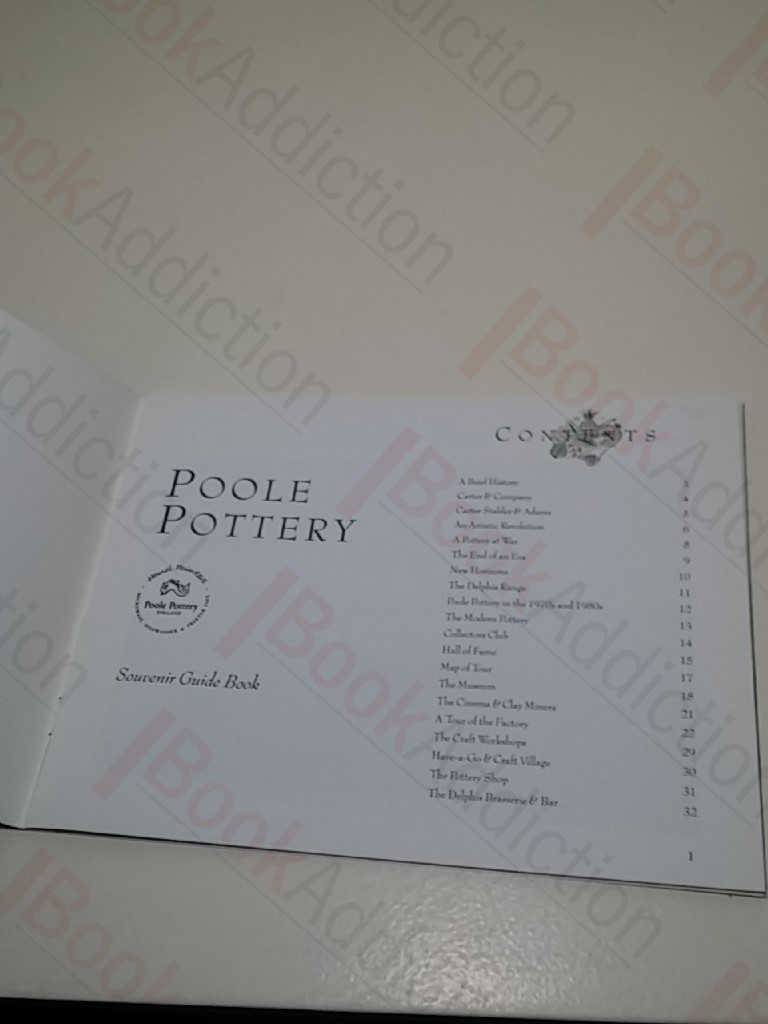 POOLE
POTTERY
Poole Pottery
ENGLAND
Souvenir Guide Book
CONTENTS
A Brief History 3
Carter & Company 4
Carter Stabler & Adams 5
An Artistic Revolution 6
A Pottery at War 8
The End of an Era 9
New Horizons 10
The Delphis Range 11
Poole Pottery in the 1970s and 1980s 12
The Modern Pottery 13
Collectors Club 14
Hall of Fame 15
Map of Tour 17
The Museum 18
The Cinema & Clay Miners 21
A Tour of the Factory 22
The Craft Workshops 29
Have-a-Go & Craft Village 30
The Pottery Shop 31
The Delphis Brasserie & Bar 32
1
BookAddiction